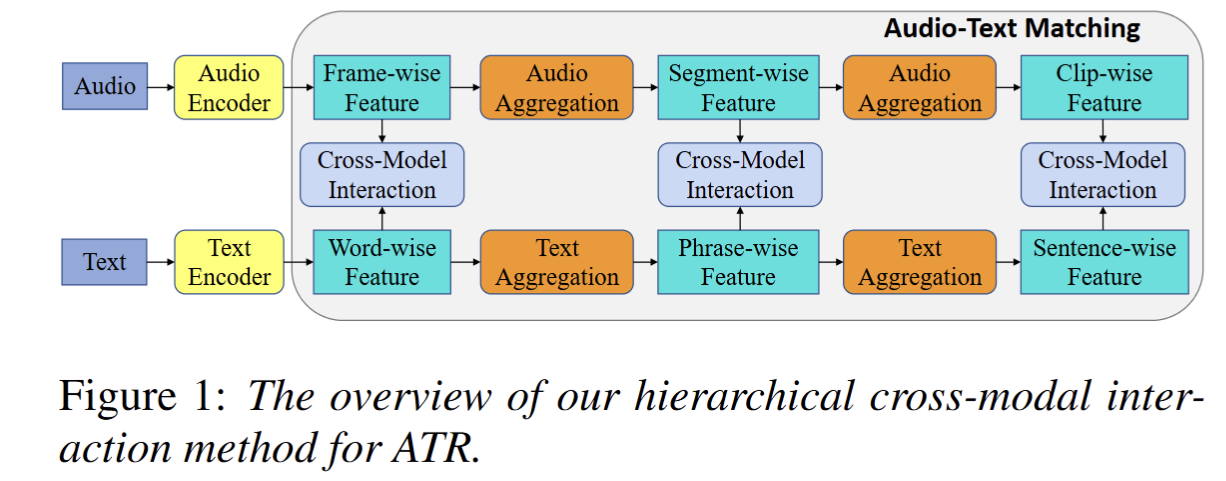 Audio-Text Matching
Audio
Audio
Encoder
Frame-wise
Feature
Audio
Aggregation
Segment-wise
Feature
Audio
Aggregation
Clip-wise
Feature
Cross-Model
Interaction
Cross-Model
Interaction
Cross-Model
Interaction
Text
Text
Encoder
Word-wise
Feature
Text
Aggregation
Phrase-wise
Feature
Text
Aggregation
Sentence-wise
Feature
Figure 1: The overview of our hierarchical cross-modal inter-
action method for ATR.